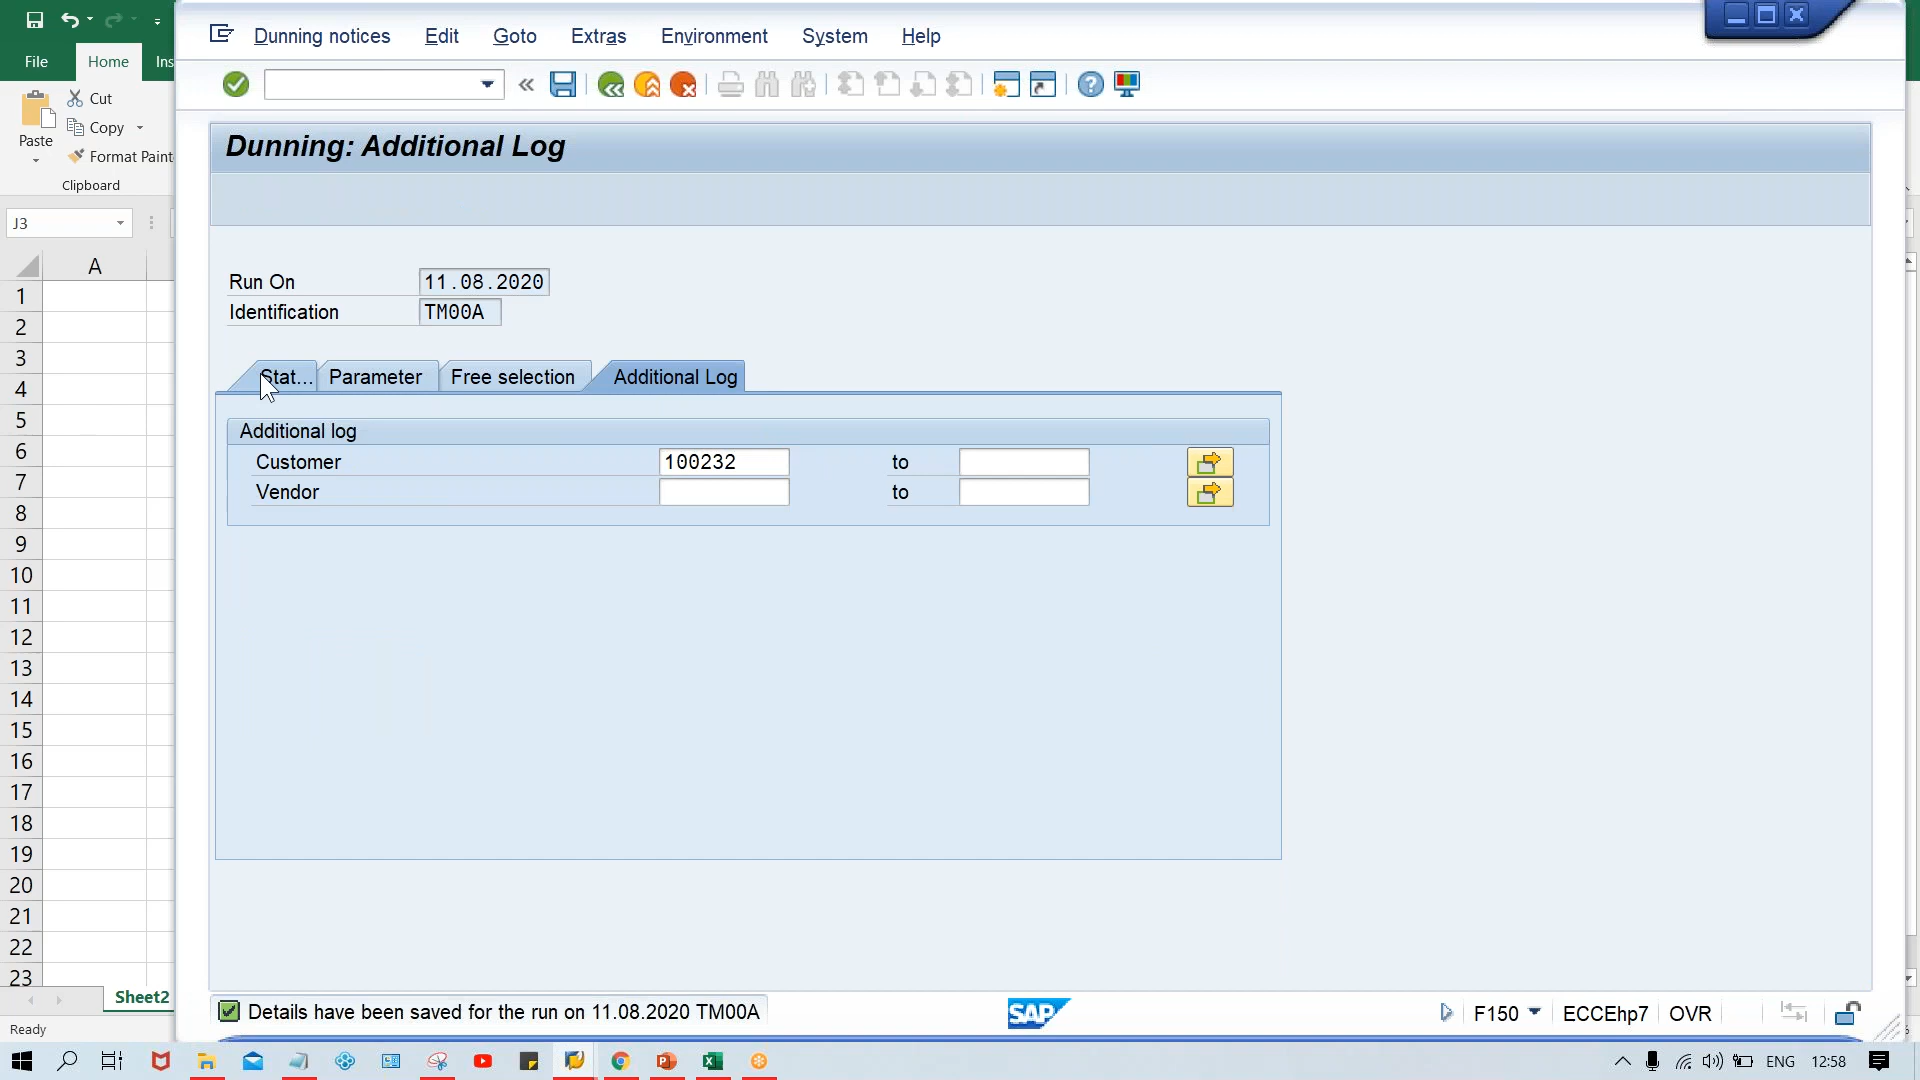 Dunning notices Edit Goto Extras Environment System Help
File Home Ins
Cut
Copy
Paste
Format Paint
Clipboard
Dunning: Additional Log
J3
A
Run On 11.08.2020
Identification TM00A
Stat... Parameter Free selection Additional Log
Additional log
Customer 100232 to
Vendor to
1
2
3
4
5
6
7
8
9
10
11
12
13
14
15
16
17
18
19
20
21
22
23
Sheet2
Details have been saved for the run on 11.08.2020 TM00A
SAP
F150 ECCEhp7 OVR
Ready
ENG 12:58